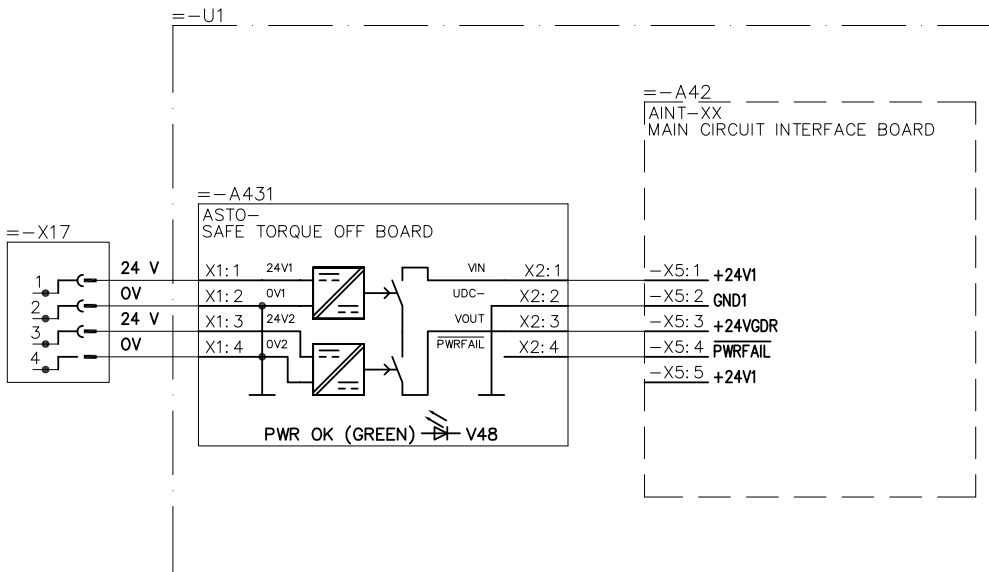 =-U1
=-A42
AINT-XX
MAIN CIRCUIT INTERFACE BOARD
=-A431
ASTO-
SAFE TORQUE OFF BOARD
=-X17
1 24 V X1:1 24V1 VIN X2:1 -X5:1 +24V1
2 0V X1:2 0V1 UDC- X2:2 -X5:2 GND1
3 24 V X1:3 24V2 VOUT X2:3 -X5:3 +24VGDR
4 0V X1:4 0V2 PWRFAIL X2:4 -X5:4 PWRFAIL
-X5:5 +24V1
PWR OK (GREEN) V48